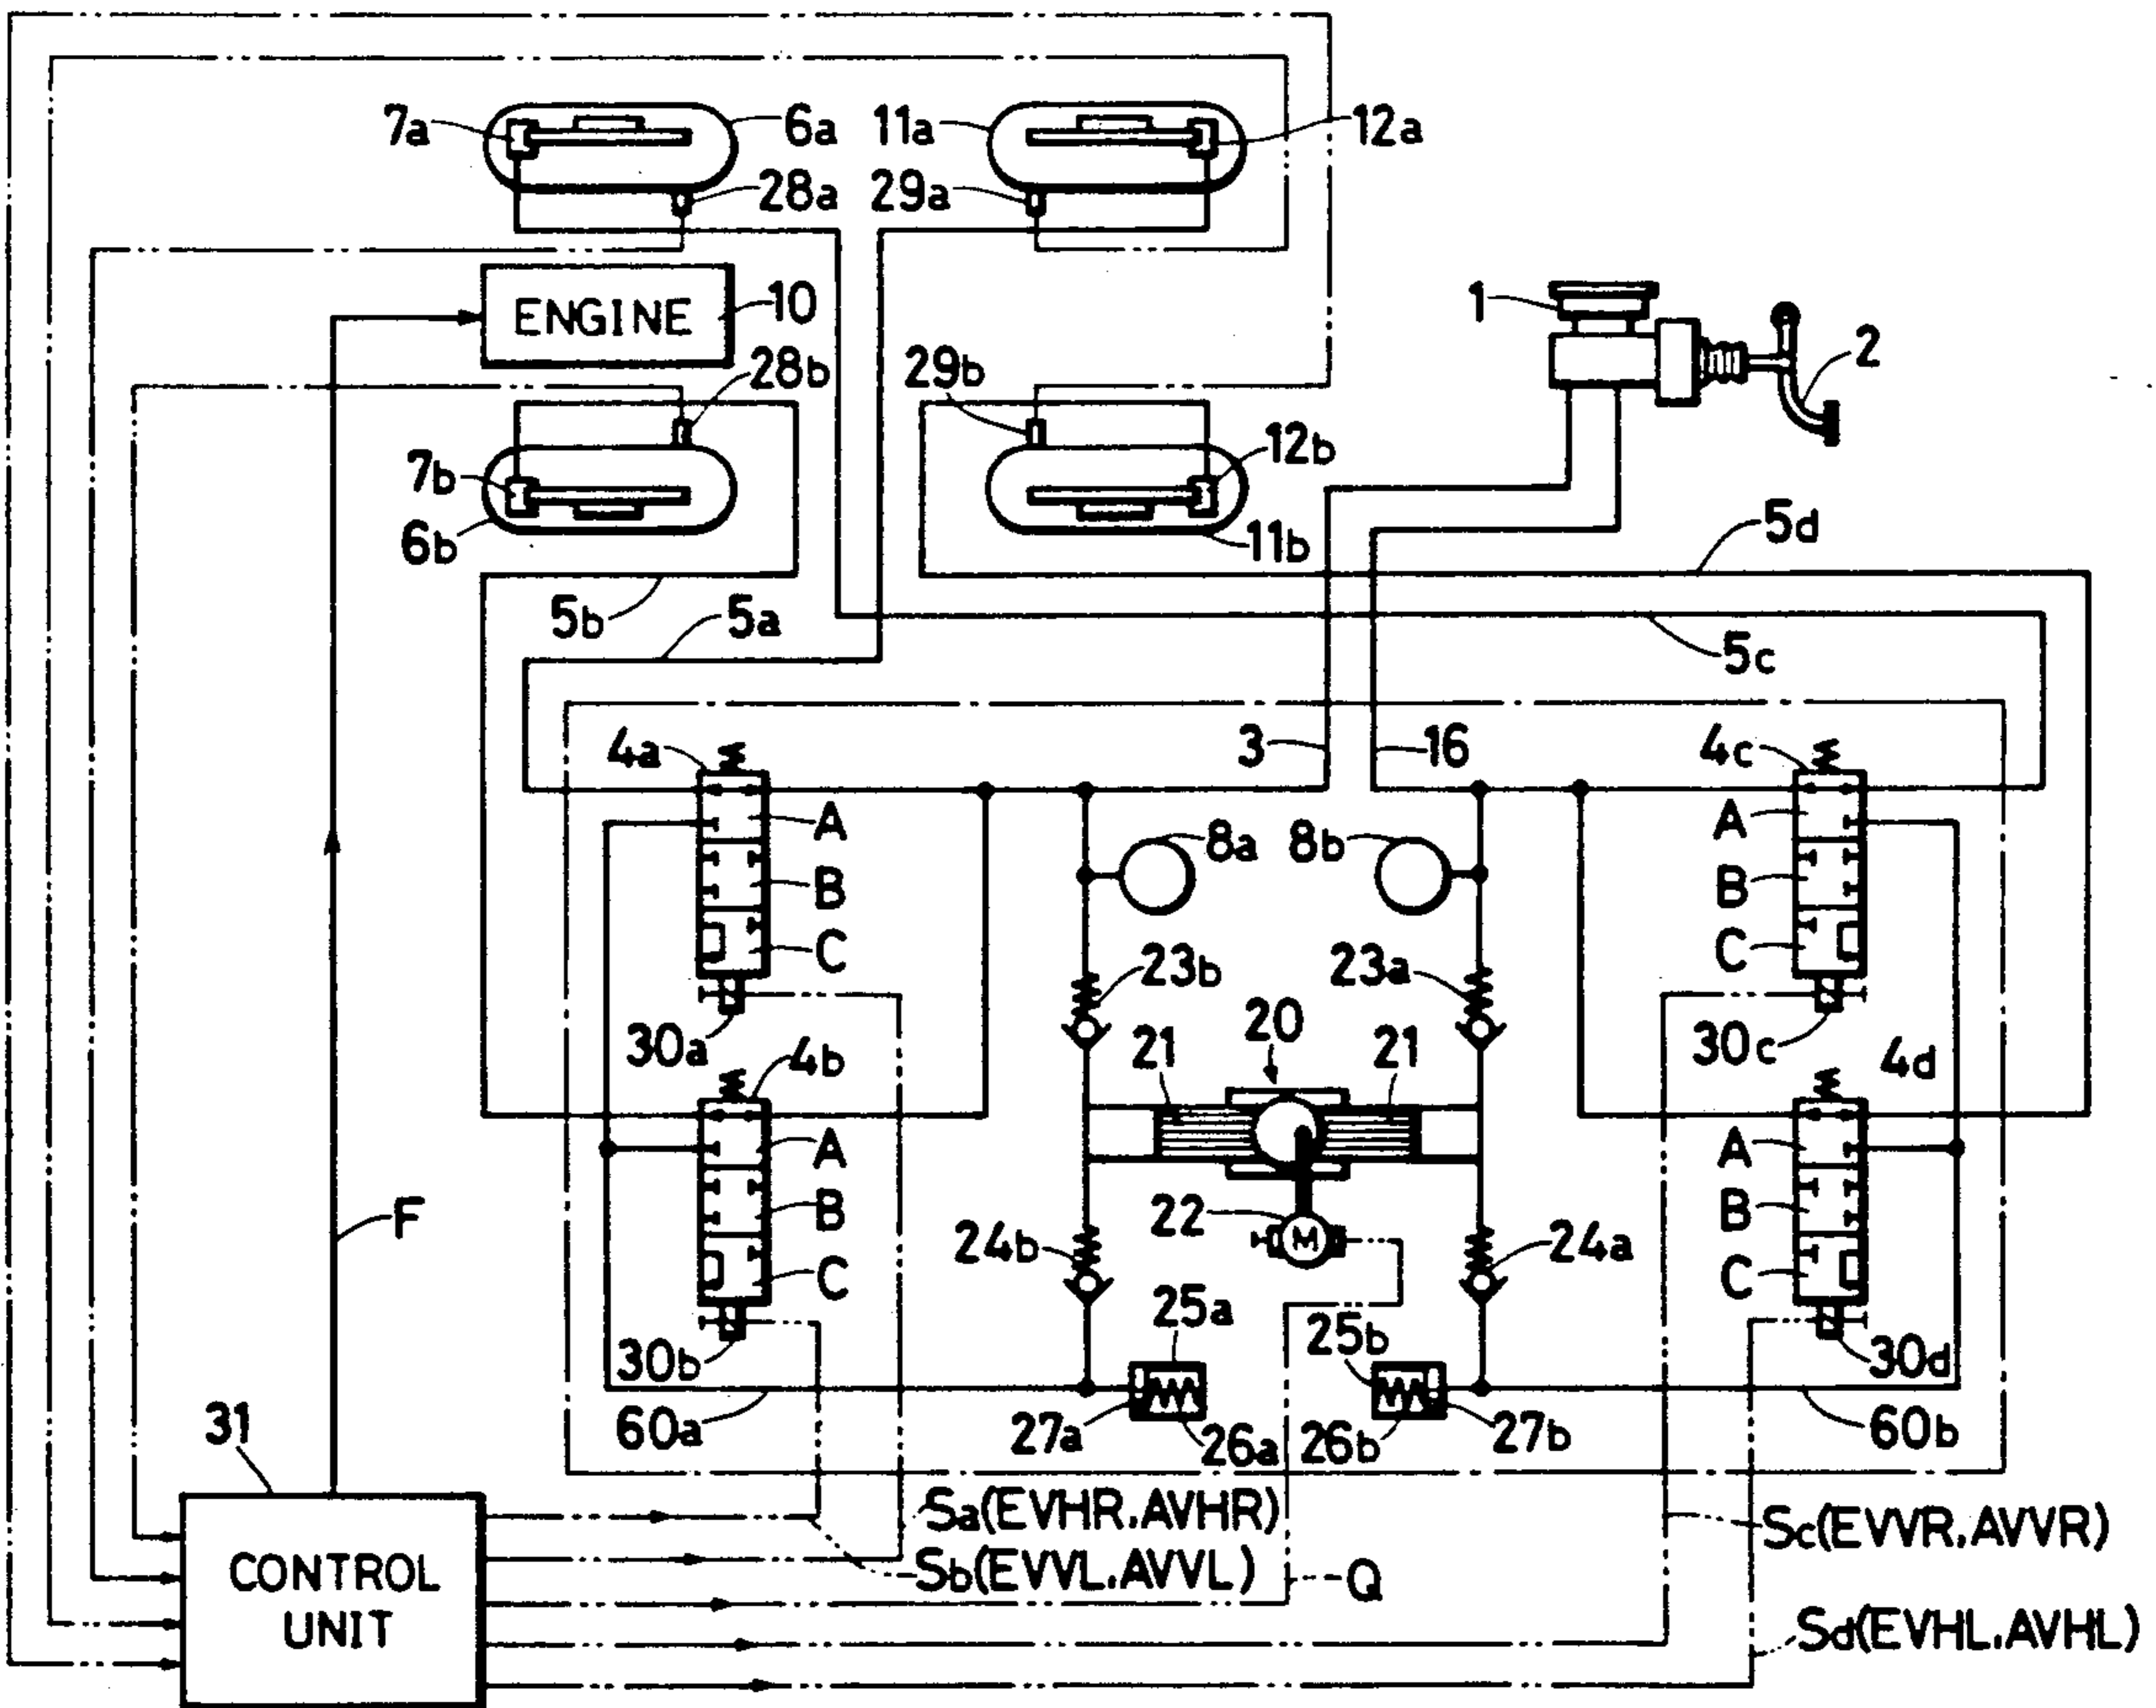 7a 6a 11a 12a
28a 29a
ENGINE 10 1
28b 29b 2
7b 12b
6b 11b 5d
5b 5a 5c
4a 3 16 4c
A 8a 8b A
B B
C 23b 23a C
30a 20 30c
4b 21 21 4d
A A
B 22 B
C 24b M 24a C
25a 25b
30b 30d
60a 27a 26a 26b 27b 60b
F
31
Sa(EVHR.AVHR)
Sc(EVVR.AVVR)
CONTROL
UNIT
Sb(EVVL.AVVL) Q
Sd(EVHL.AVHL)